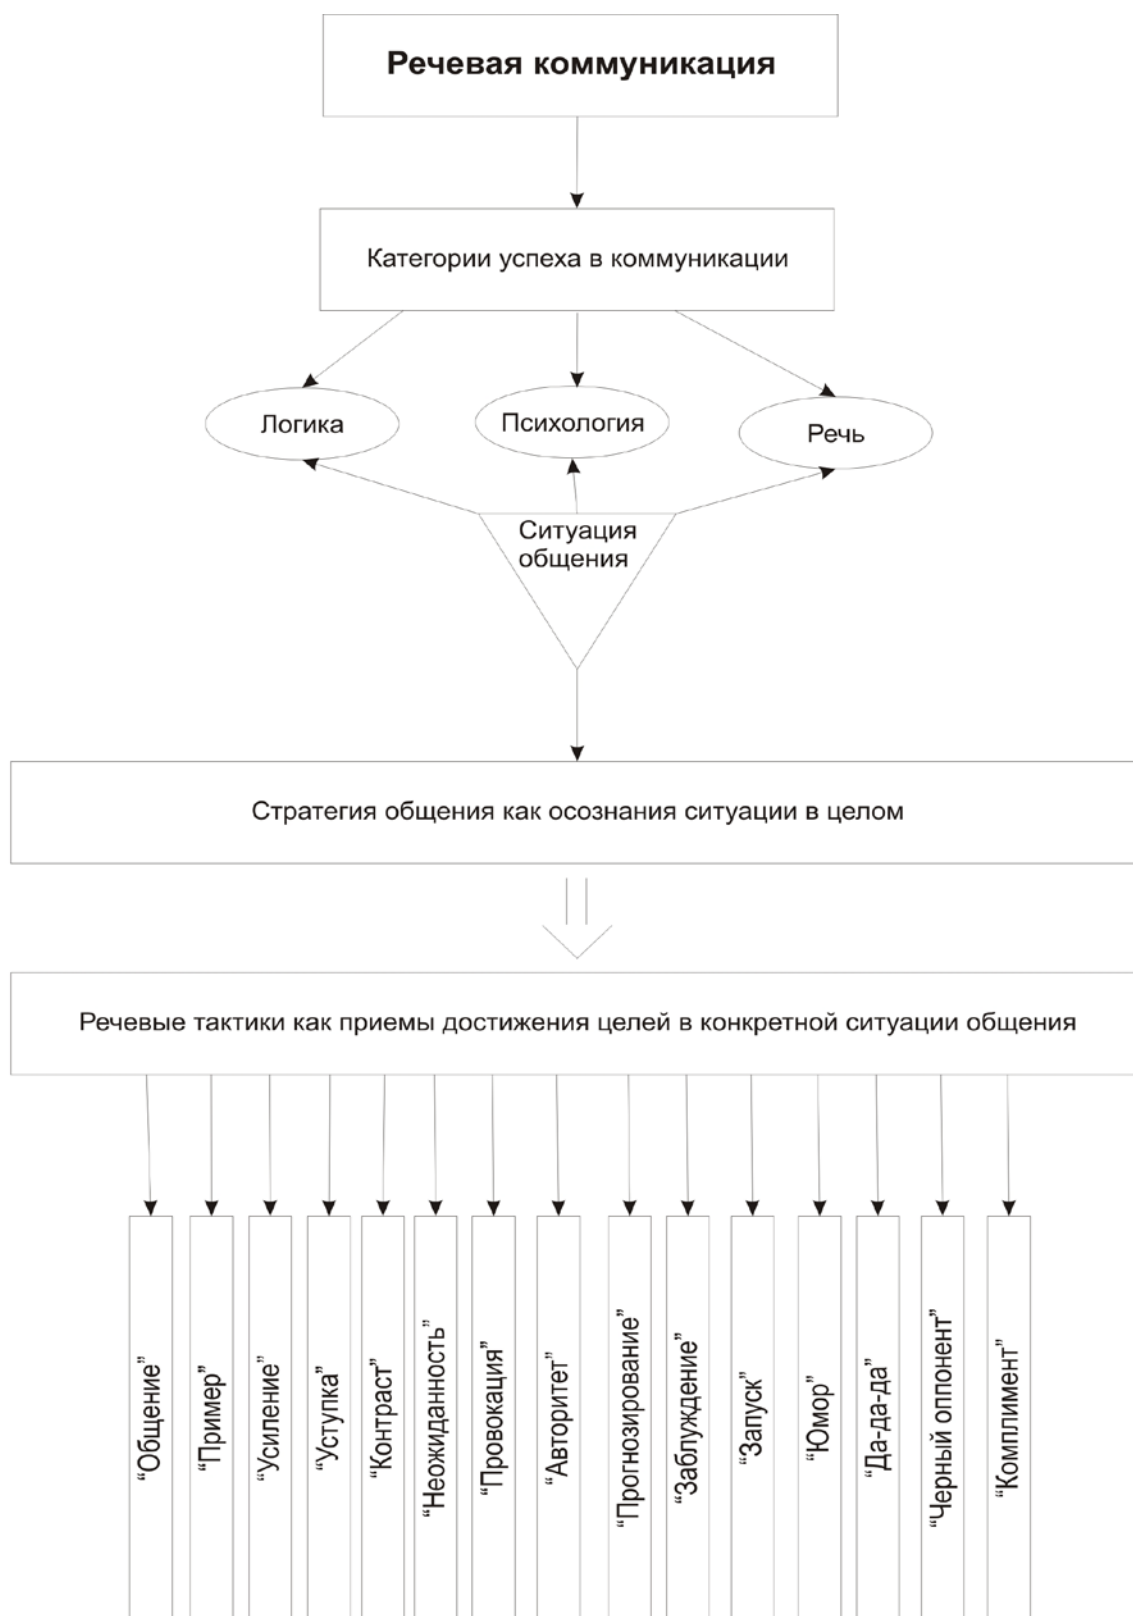 Речевая коммуникация
Категории успеха в коммуникации
Логика
Психология
Речь
Ситуация
общения
Стратегия общения как осознания ситуации в целом
Речевые тактики как приемы достижения целей в конкретной ситуации общения
“Общение”
“Пример”
“Усиление”
“Уступка”
“Контраст”
“Неожиданность”
“Провокация”
“Авторитет”
“Прогнозирование”
“Заблуждение”
“Запуск”
“Юмор”
“Да-да-да”
“Черный оппонент”
“Комплимент”